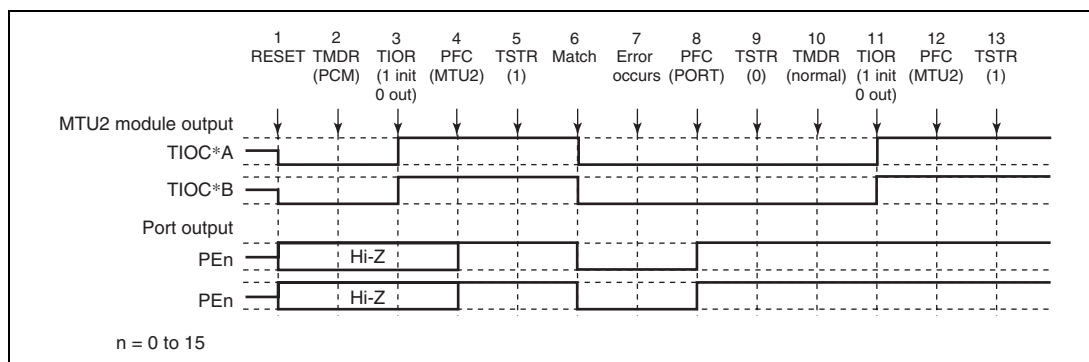 1 2 3 4 5 6 7 8 9 10 11 12 13
RESET TMDR TIOR PFC TSTR Match Error PFC TSTR TMDR TIOR PFC TSTR
(PCM) (1 init (MTU2) (1) occurs (PORT) (0) (normal) (1 init (MTU2) (1)
0 out) 0 out)
MTU2 module output
TIOC*A
TIOC*B
Port output
PEn Hi-Z
PEn Hi-Z
n = 0 to 15